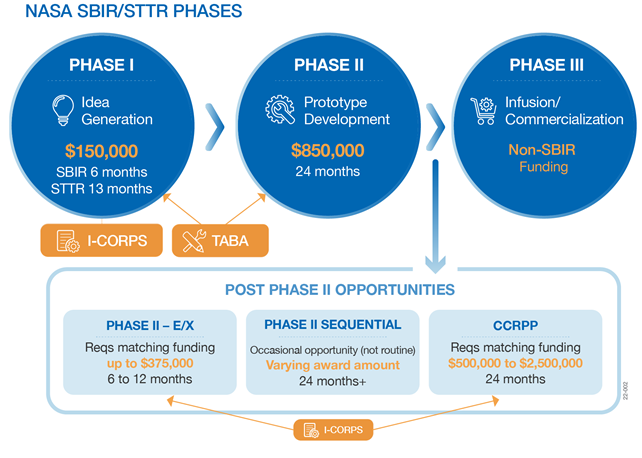 NASA SBIR/STTR PHASES
PHASE I
Idea
Generation
$150,000
SBIR 6 months
STTR 13 months
PHASE II
Prototype
Development
$850,000
24 months
PHASE III
Infusion/
Commercialization
Non-SBIR
Funding
I-CORPS
TABA
POST PHASE II OPPORTUNITIES
PHASE II – E/X
Reqs matching funding
up to $375,000
6 to 12 months
PHASE II SEQUENTIAL
Occasional opportunity (not routine)
Varying award amount
24 months+
CCRPP
Reqs matching funding
$500,000 to $2,500,000
24 months
I-CORPS
22-002